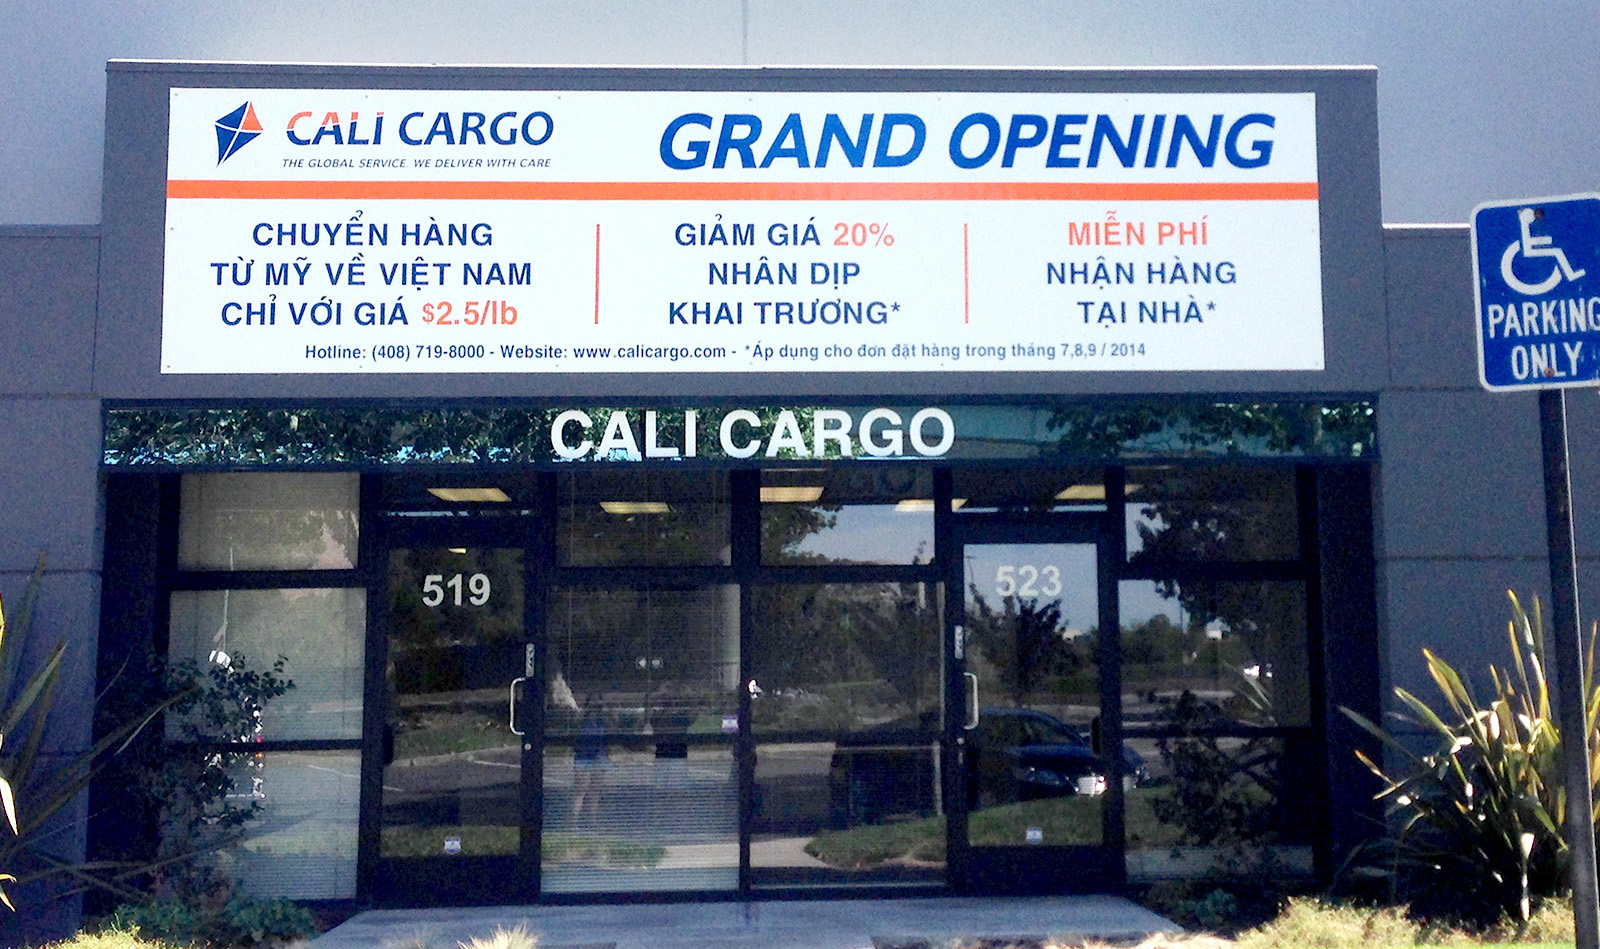 CALI CARGO
THE GLOBAL SERVICE. WE DELIVER WITH CARE
GRAND OPENING
CHUYỂN HÀNG
TỪ MỸ VỀ VIỆT NAM
CHỈ VỚI GIÁ $2.5/lb
GIẢM GIÁ 20%
NHÂN DỊP
KHAI TRƯƠNG*
MIỄN PHÍ
NHẬN HÀNG
TẠI NHÀ*
Hotline: (408) 719-8000 - Website: www.calicargo.com - *Áp dụng cho đơn đặt hàng trong tháng 7,8,9 / 2014
CALI CARGO
519
523
PARKING
ONLY